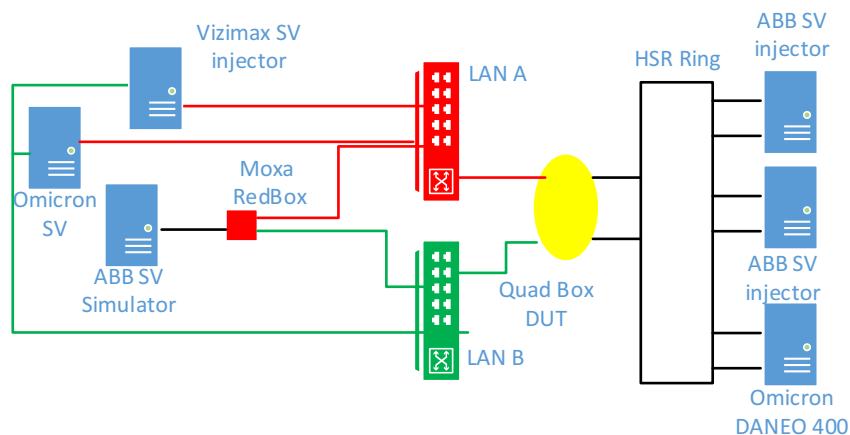 Vizimax SV
injector
LAN A
HSR Ring
ABB SV
injector
Omicron
SV
Moxa
RedBox
ABB SV
Simulator
Quad Box
DUT
ABB SV
injector
LAN B
Omicron
DANEO 400